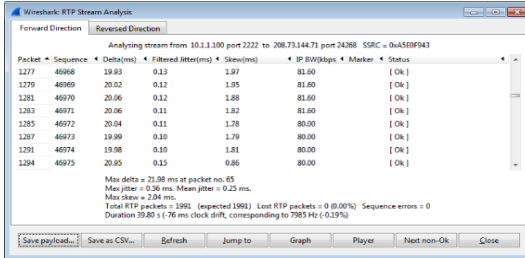 Wireshark: RTP Stream Analysis
Forward Direction Reversed Direction
Analysing stream from 10.1.1.100 port 2222 to 208.73.144.71 port 24268 SSRC = 0xA5E0F943
Packet Sequence Delta(ms) Filtered Jitter(ms) Skew(ms) IP BW(kbps Marker Status
1277 46968 19.93 0.13 1.97 81.60 [ Ok ]
1279 46969 20.02 0.12 1.95 81.60 [ Ok ]
1281 46970 20.06 0.12 1.88 81.60 [ Ok ]
1283 46971 20.06 0.11 1.82 81.60 [ Ok ]
1285 46972 20.04 0.11 1.78 80.00 [ Ok ]
1287 46973 19.99 0.10 1.79 80.00 [ Ok ]
1291 46974 19.98 0.10 1.81 80.00 [ Ok ]
1294 46975 20.95 0.15 0.86 80.00 [ Ok ]
Max delta = 21.98 ms at packet no. 65
Max jitter = 0.56 ms. Mean jitter = 0.25 ms.
Max skew = 2.04 ms.
Total RTP packets = 1991 (expected 1991) Lost RTP packets = 0 (0.00%) Sequence errors = 0
Duration 39.80 s (-76 ms clock drift, corresponding to 7985 Hz (-0.19%)
Save payload... Save as CSV... Refresh Jump to Graph Player Next non-Ok Close